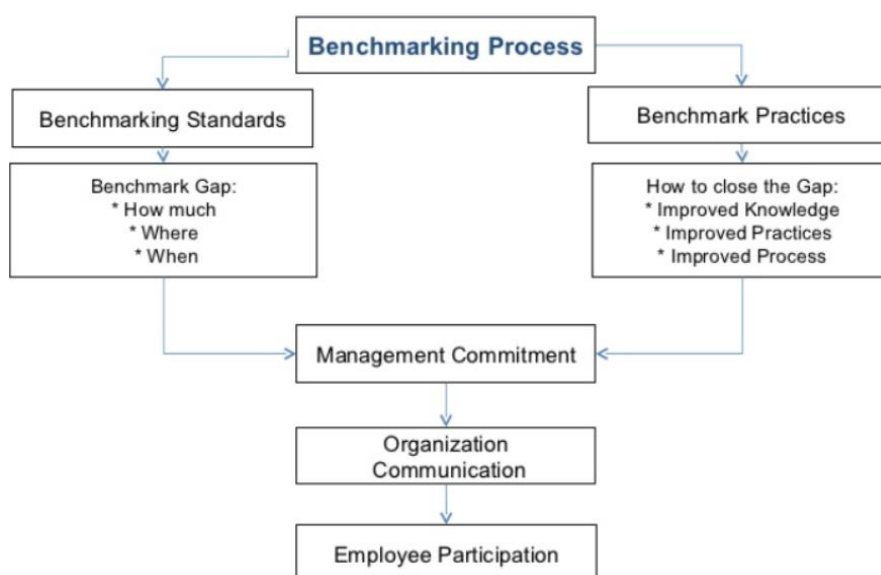 Benchmarking Process
Benchmarking Standards
Benchmark Practices
Benchmark Gap:
* How much
* Where
* When
How to close the Gap:
* Improved Knowledge
* Improved Practices
* Improved Process
Management Commitment
Organization
Communication
Employee Participation